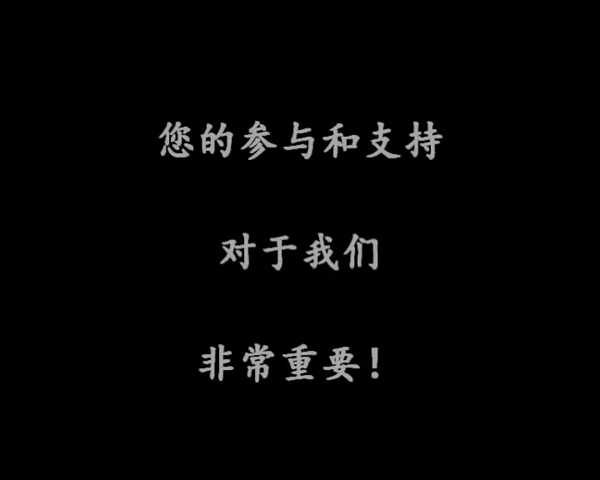 您的参与和支持
对于我们
非常重要！